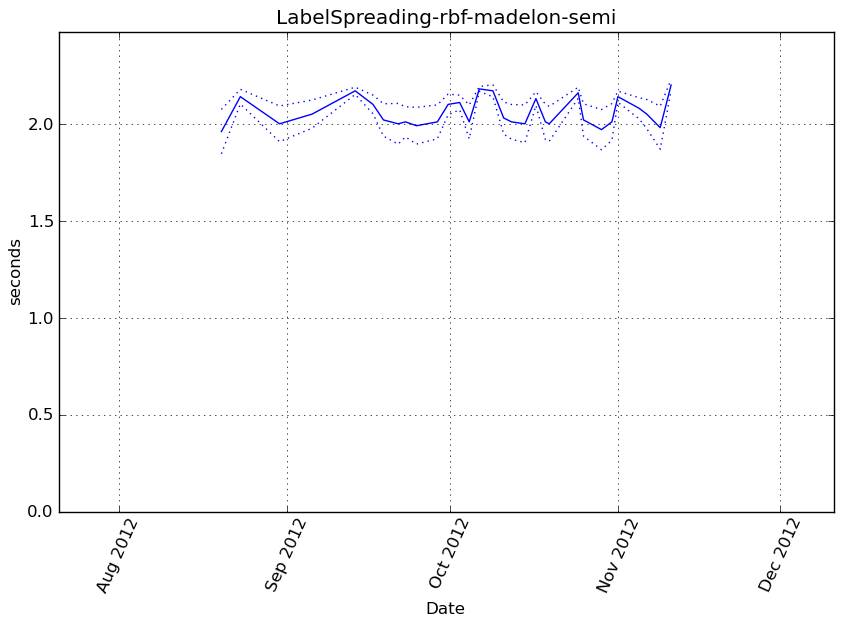 LabelSpreading-rbf-madelon-semi
2.0
1.5
1.0
0.5
0.0
seconds
Aug 2012
Sep 2012
Oct 2012
Nov 2012
Dec 2012
Date